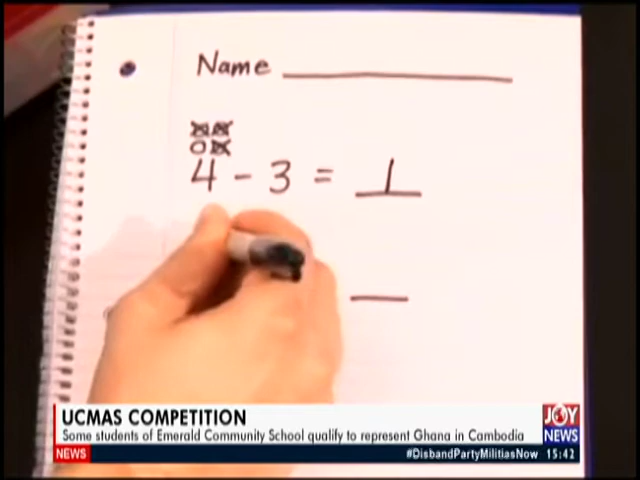 Name
4 - 3 = 1
UCMAS COMPETITION
Some students of Emerald Community School qualify to represent Ghana in Cambodia
JOY
NEWS
NEWS
#DisbandPartyMilitiasNow
15:42